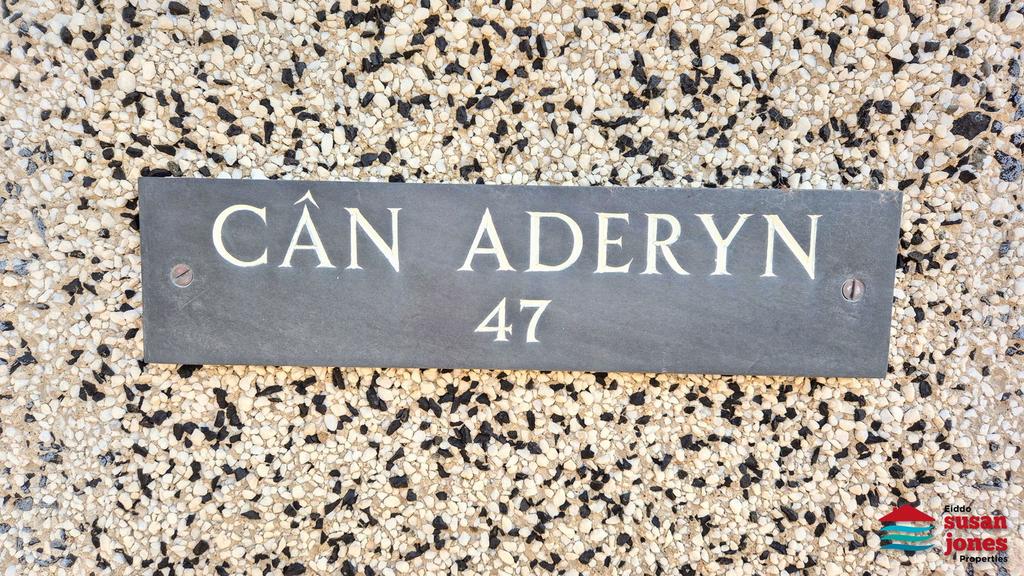 CÂN ADERYN
47
Eiddo
susan
jones
Properties